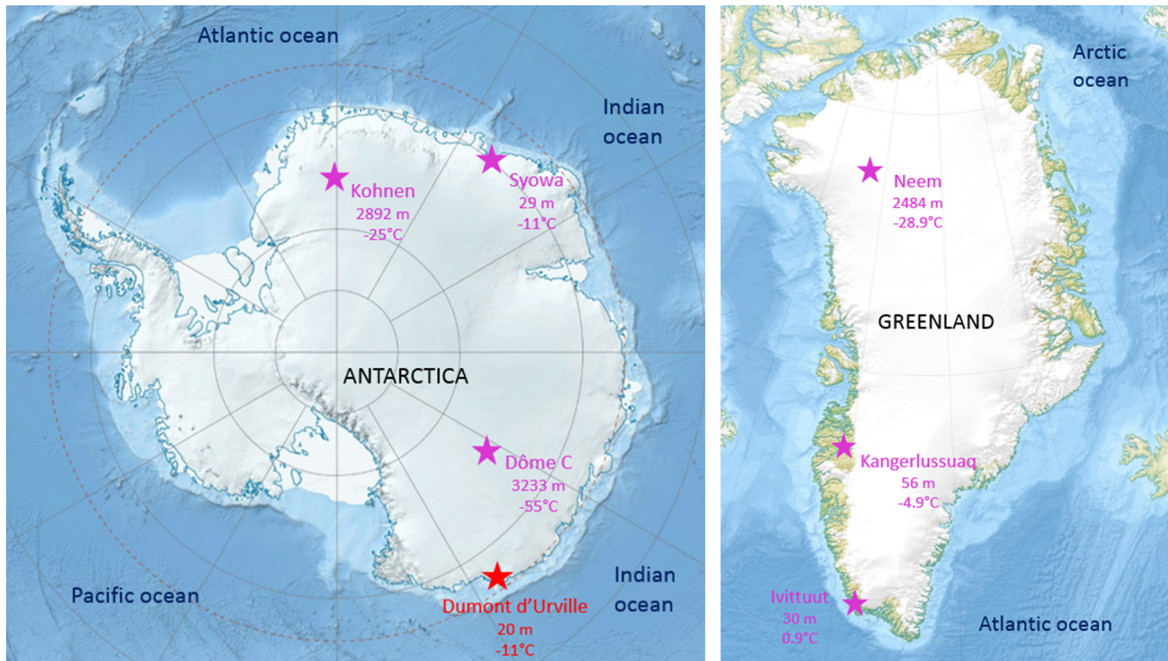 Atlantic ocean
Indian
ocean
Kohnen
2892 m
-25°C
Syowa
29 m
-11°C
ANTARCTICA
Dôme C
3233 m
-55°C
Pacific ocean
Dumont d'Urville
20 m
-11°C
Indian
ocean
Arctic
ocean
Neem
2484 m
-28.9°C
GREENLAND
Kangerlussuaq
56 m
-4.9°C
Ivittuut
30 m
0.9°C
Atlantic ocean